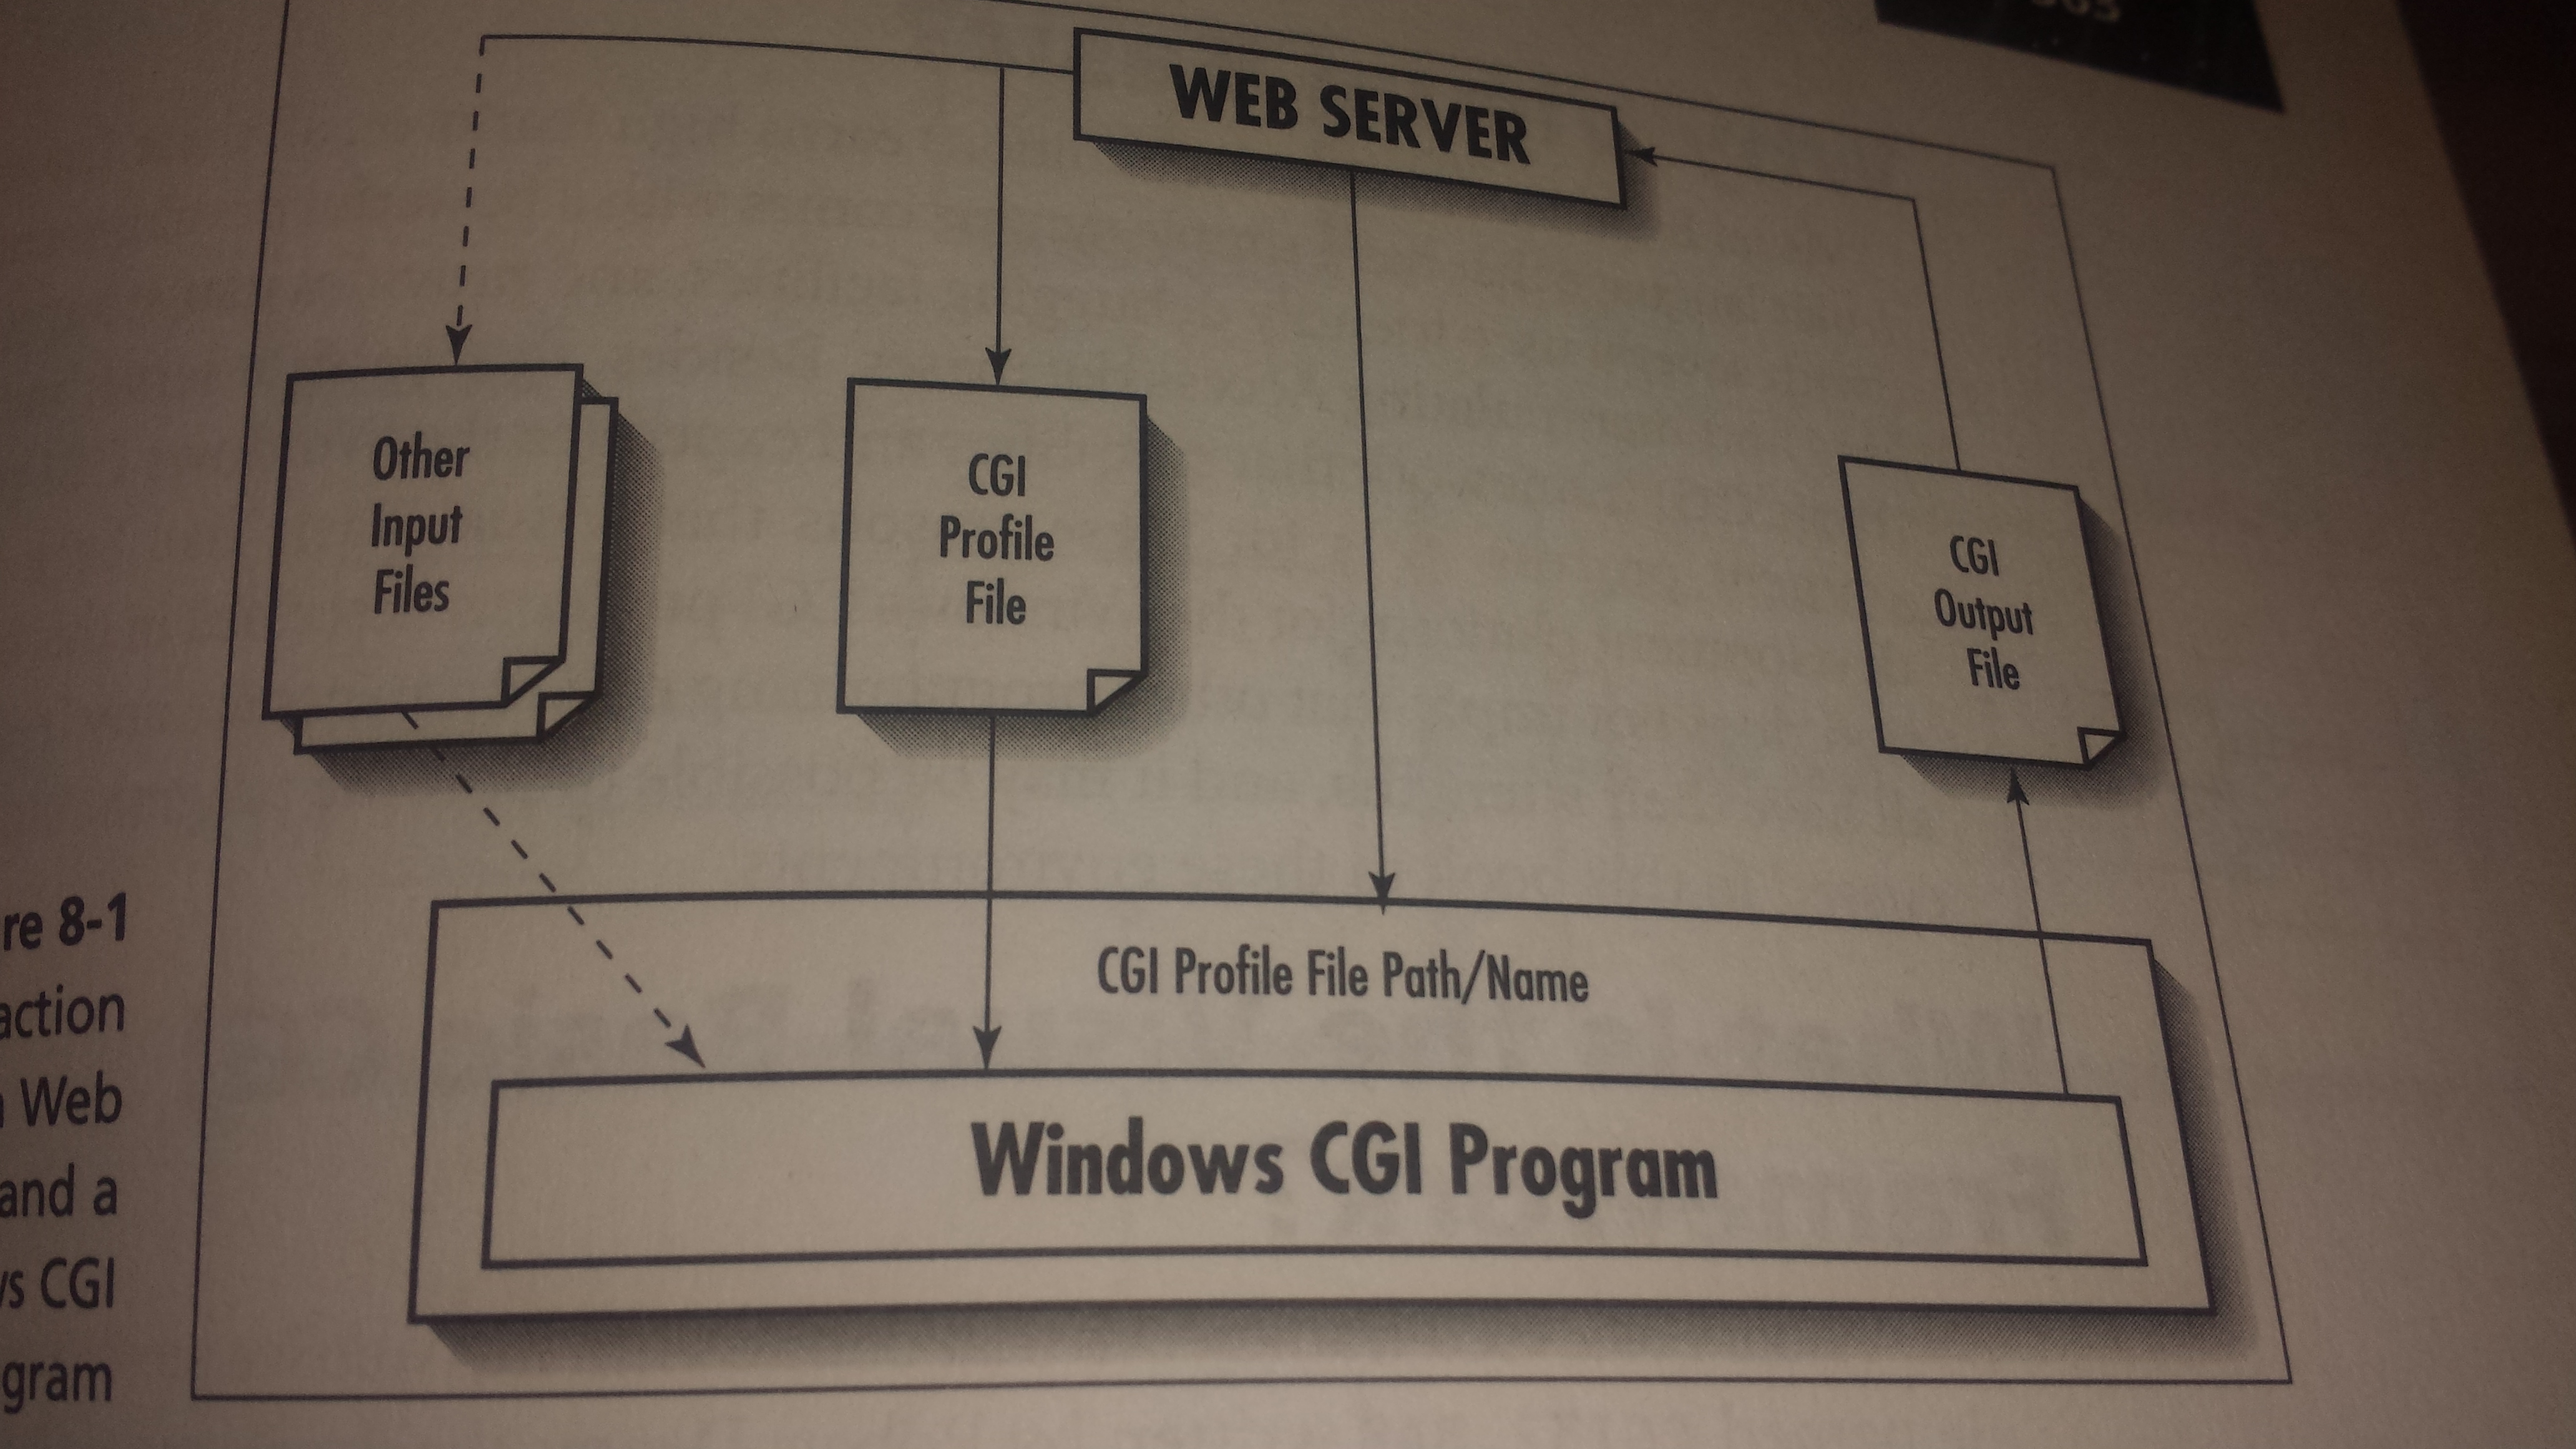 WEB SERVER
Other
Input
Files
CGI
Profile
File
CGI
Output
File
CGI Profile File Path/Name
Windows CGI Program
re 8-1
action
Web
and a
s CGI
gram